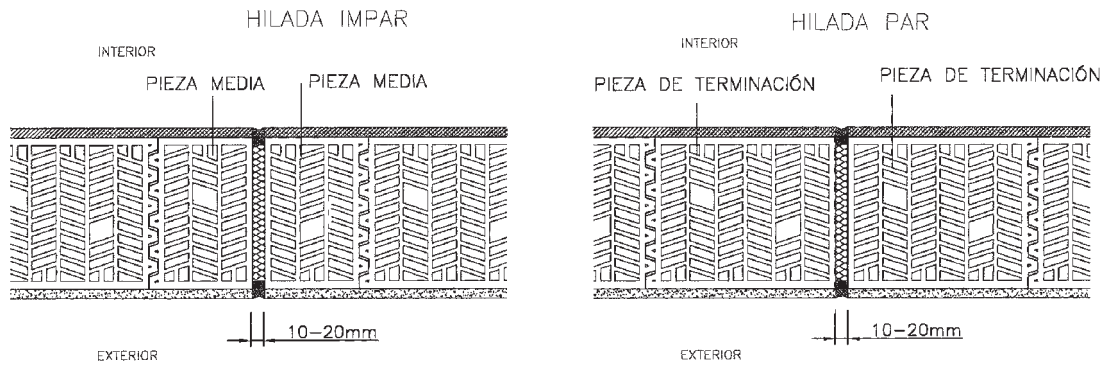 HILADA IMPAR
INTERIOR
PIEZA MEDIA
PIEZA MEDIA
10-20mm
EXTERIOR
HILADA PAR
INTERIOR
PIEZA DE TERMINACIÓN
PIEZA DE TERMINACIÓN
10-20mm
EXTERIOR